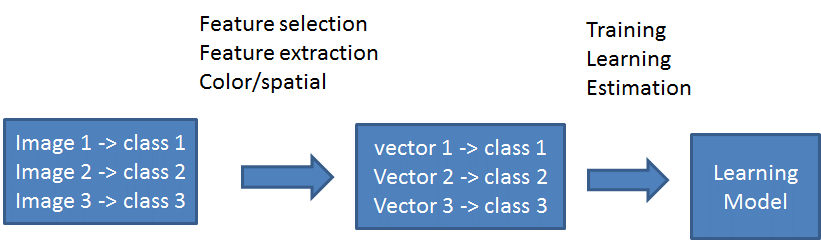 Feature selection
Feature extraction
Color/spatial
Training
Learning
Estimation
Image 1 -> class 1
Image 2 -> class 2
Image 3 -> class 3
vector 1 -> class 1
Vector 2 -> class 2
Vector 3 -> class 3
Learning
Model